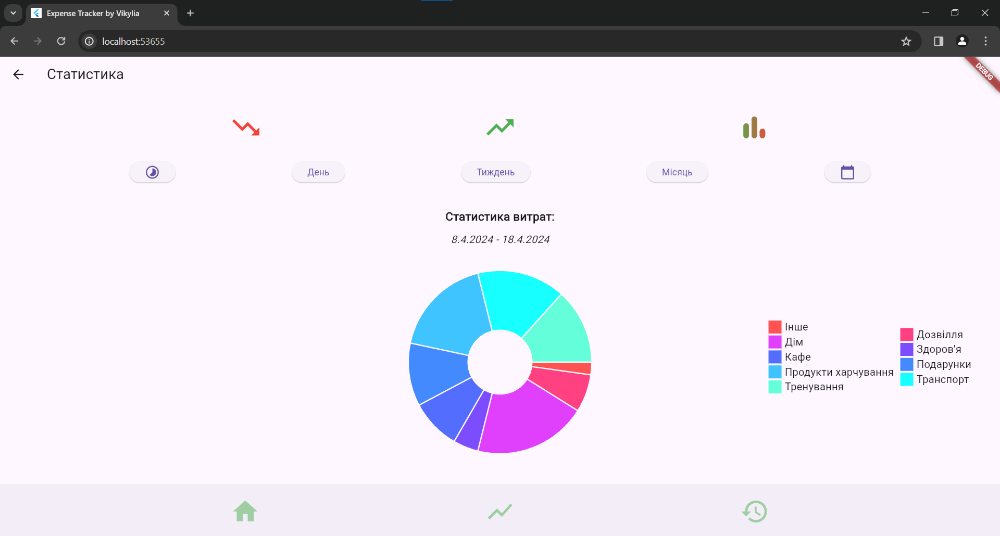 Expense Tracker by Vikylia
localhost:53655
Статистика
DEBUG
День
Тиждень
Місяць
Статистика витрат:
8.4.2024 - 18.4.2024
Інше
Дім
Кафе
Продукти харчування
Тренування
Дозвілля
Здоров'я
Подарунки
Транспорт